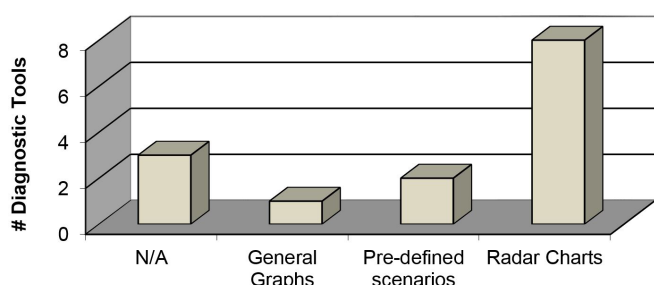 # Diagnostic Tools
8
6
4
2
0
N/A
General
Graphs
Pre-defined
scenarios
Radar Charts